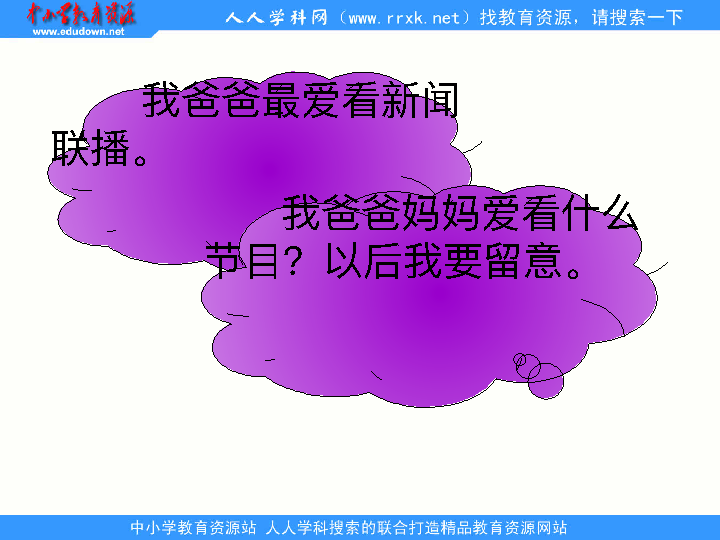 中小学教育资源
www.edudown.net
人人学科网（www.rrxk.net）找教育资源，请搜索一下
我爸爸最爱看新闻
联播。
我爸爸妈妈爱看什么
节目？以后我要留意。
中小学教育资源站 人人学科搜索的联合打造精品教育资源网站